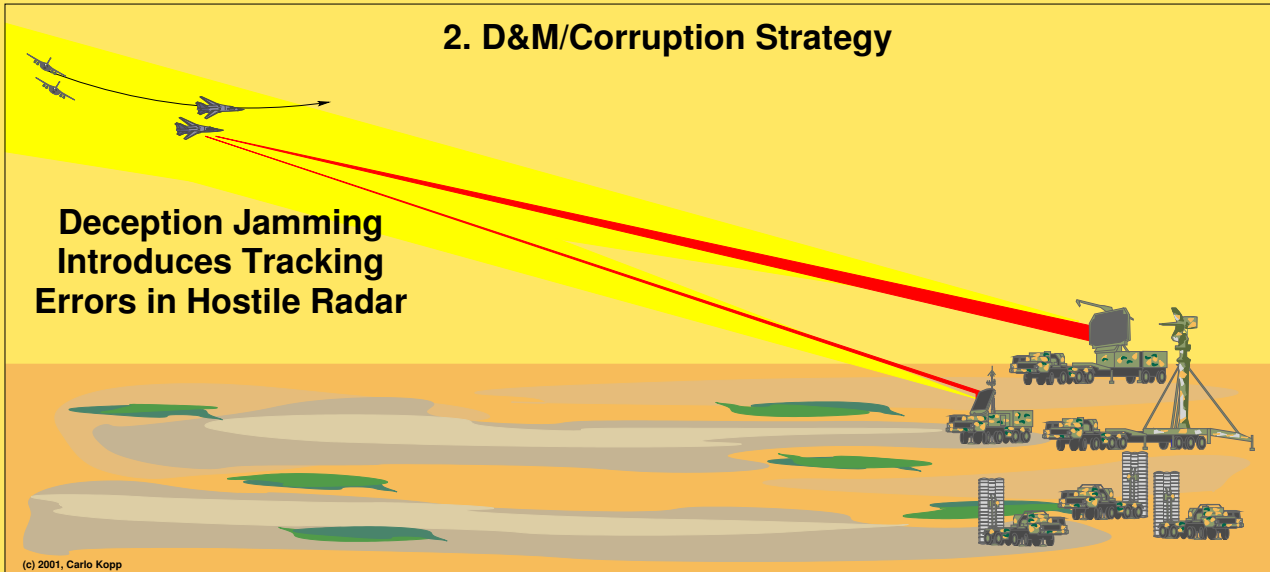 2. D&M/Corruption Strategy
Deception Jamming
Introduces Tracking
Errors in Hostile Radar
(c) 2001, Carlo Kopp